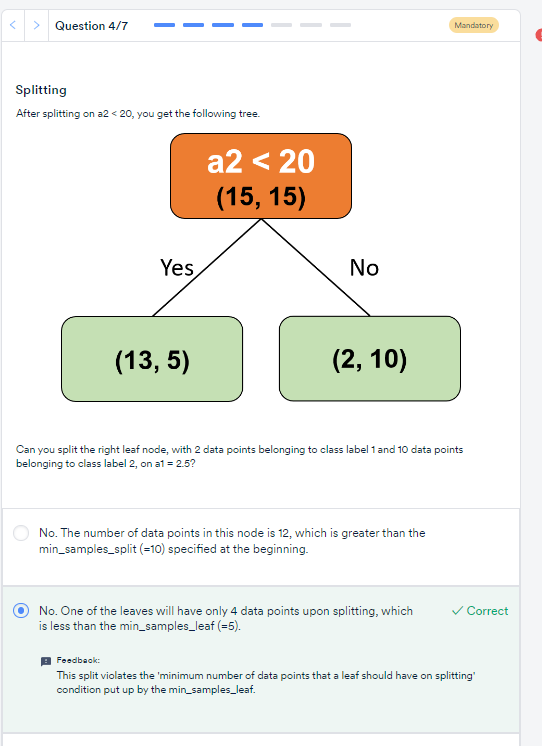 Question 4/7
Mandatory
Splitting
After splitting on a2 < 20, you get the following tree.
a2 < 20
(15, 15)
Yes
No
(13, 5)
(2, 10)
Can you split the right leaf node, with 2 data points belonging to class label 1 and 10 data points
belonging to class label 2, on a1 = 2.5?
No. The number of data points in this node is 12, which is greater than the
min_samples_split (=10) specified at the beginning.
No. One of the leaves will have only 4 data points upon splitting, which
is less than the min_samples_leaf (=5).
Correct
Feedback:
This split violates the 'minimum number of data points that a leaf should have on splitting'
condition put up by the min_samples_leaf.